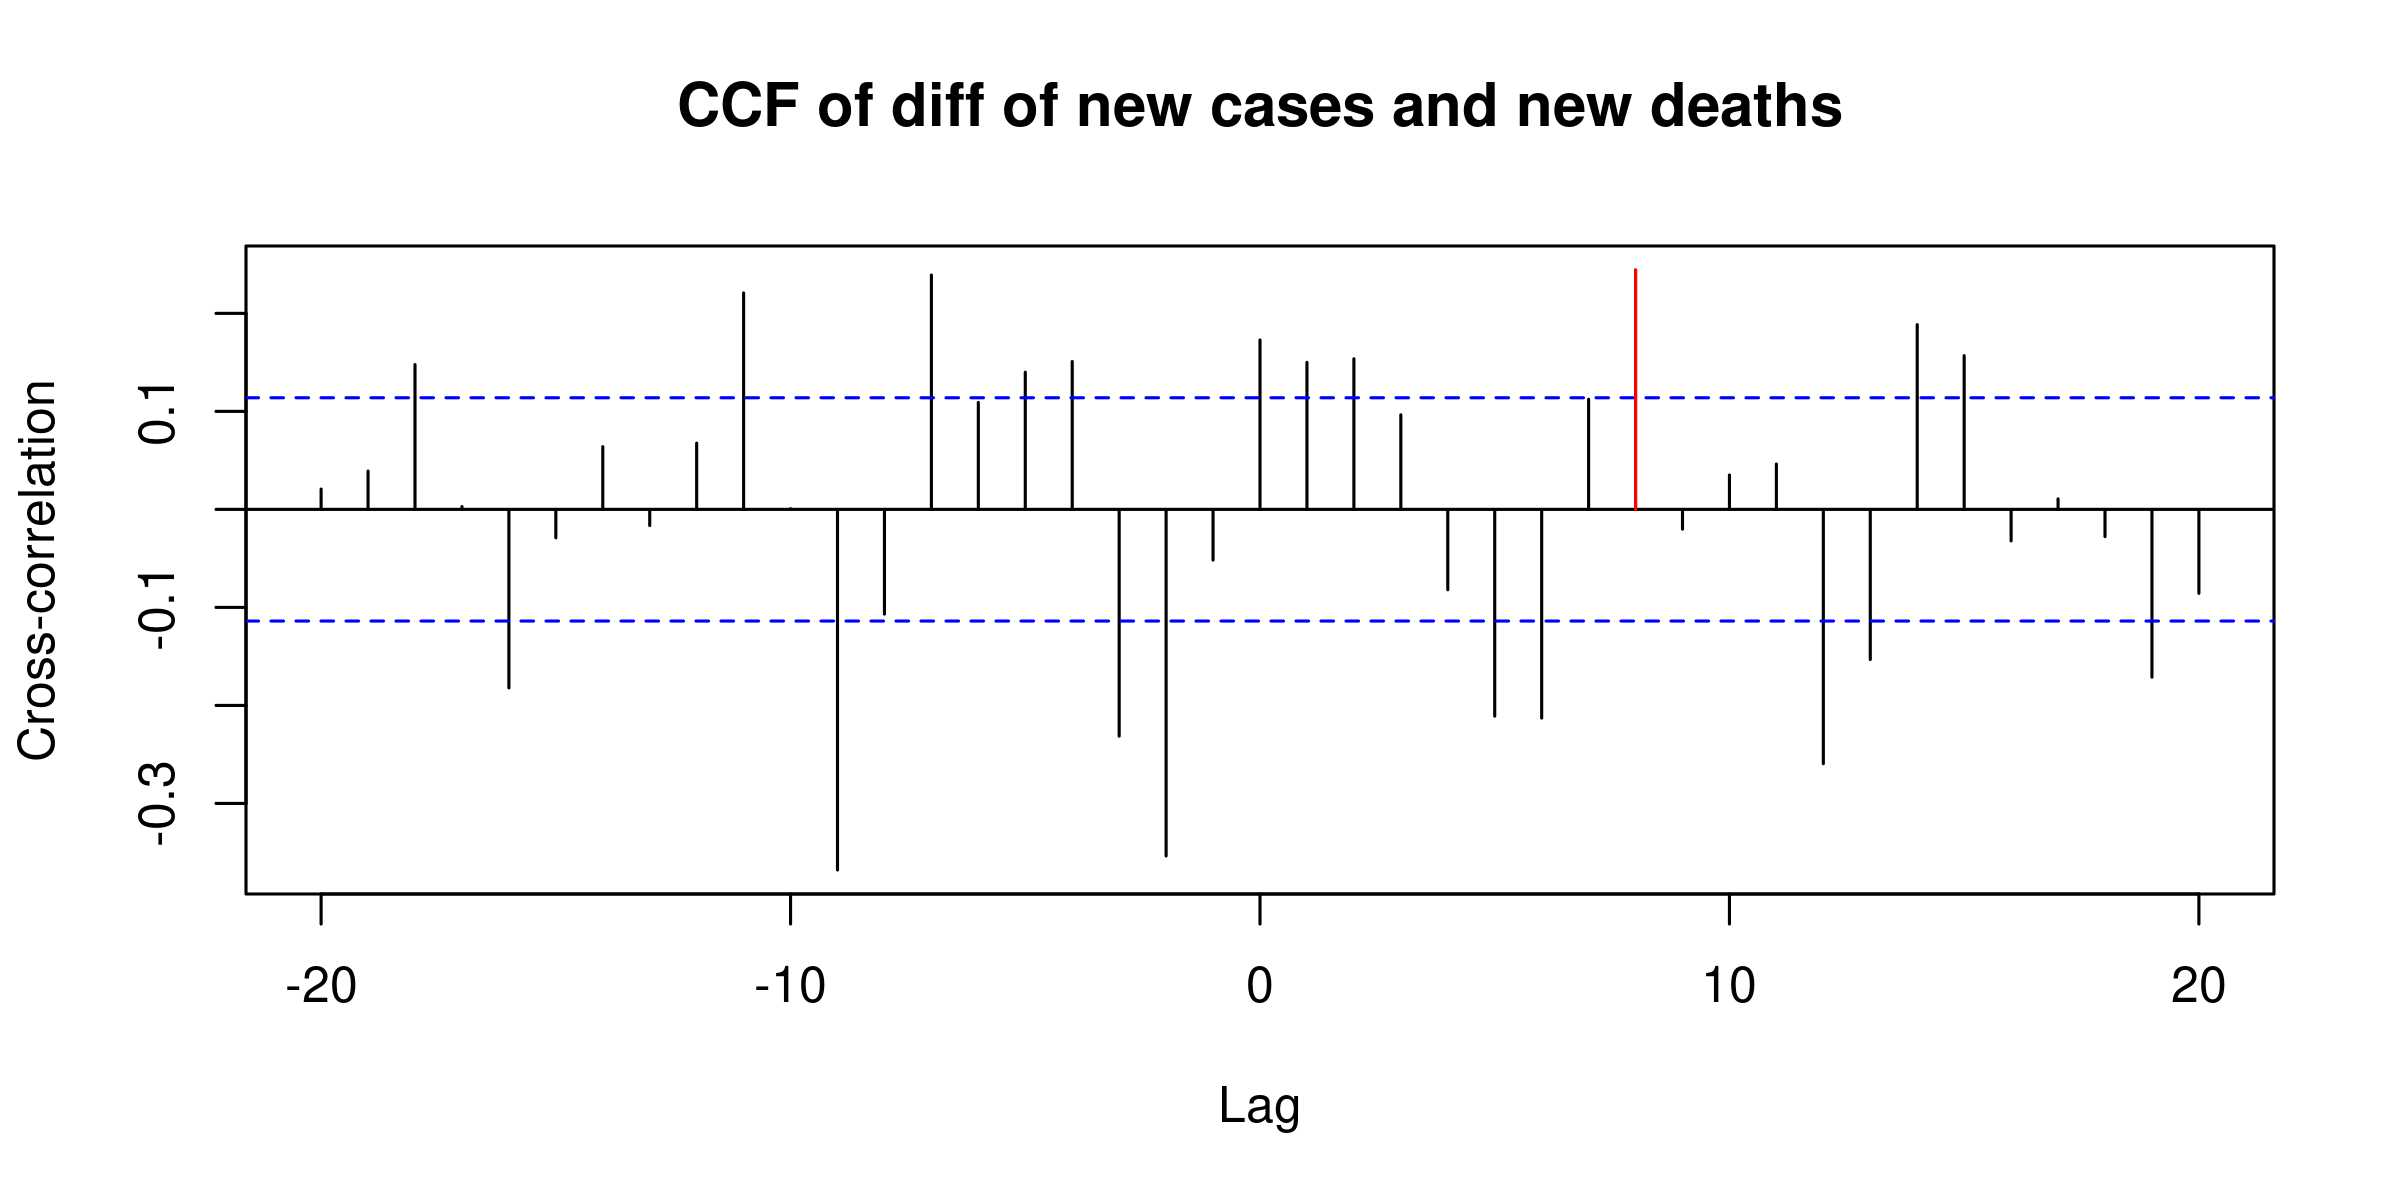 CCF of diff of new cases and new deaths
Cross-correlation
0.1
-0.1
-0.3
-20 -10 0 10 20
Lag